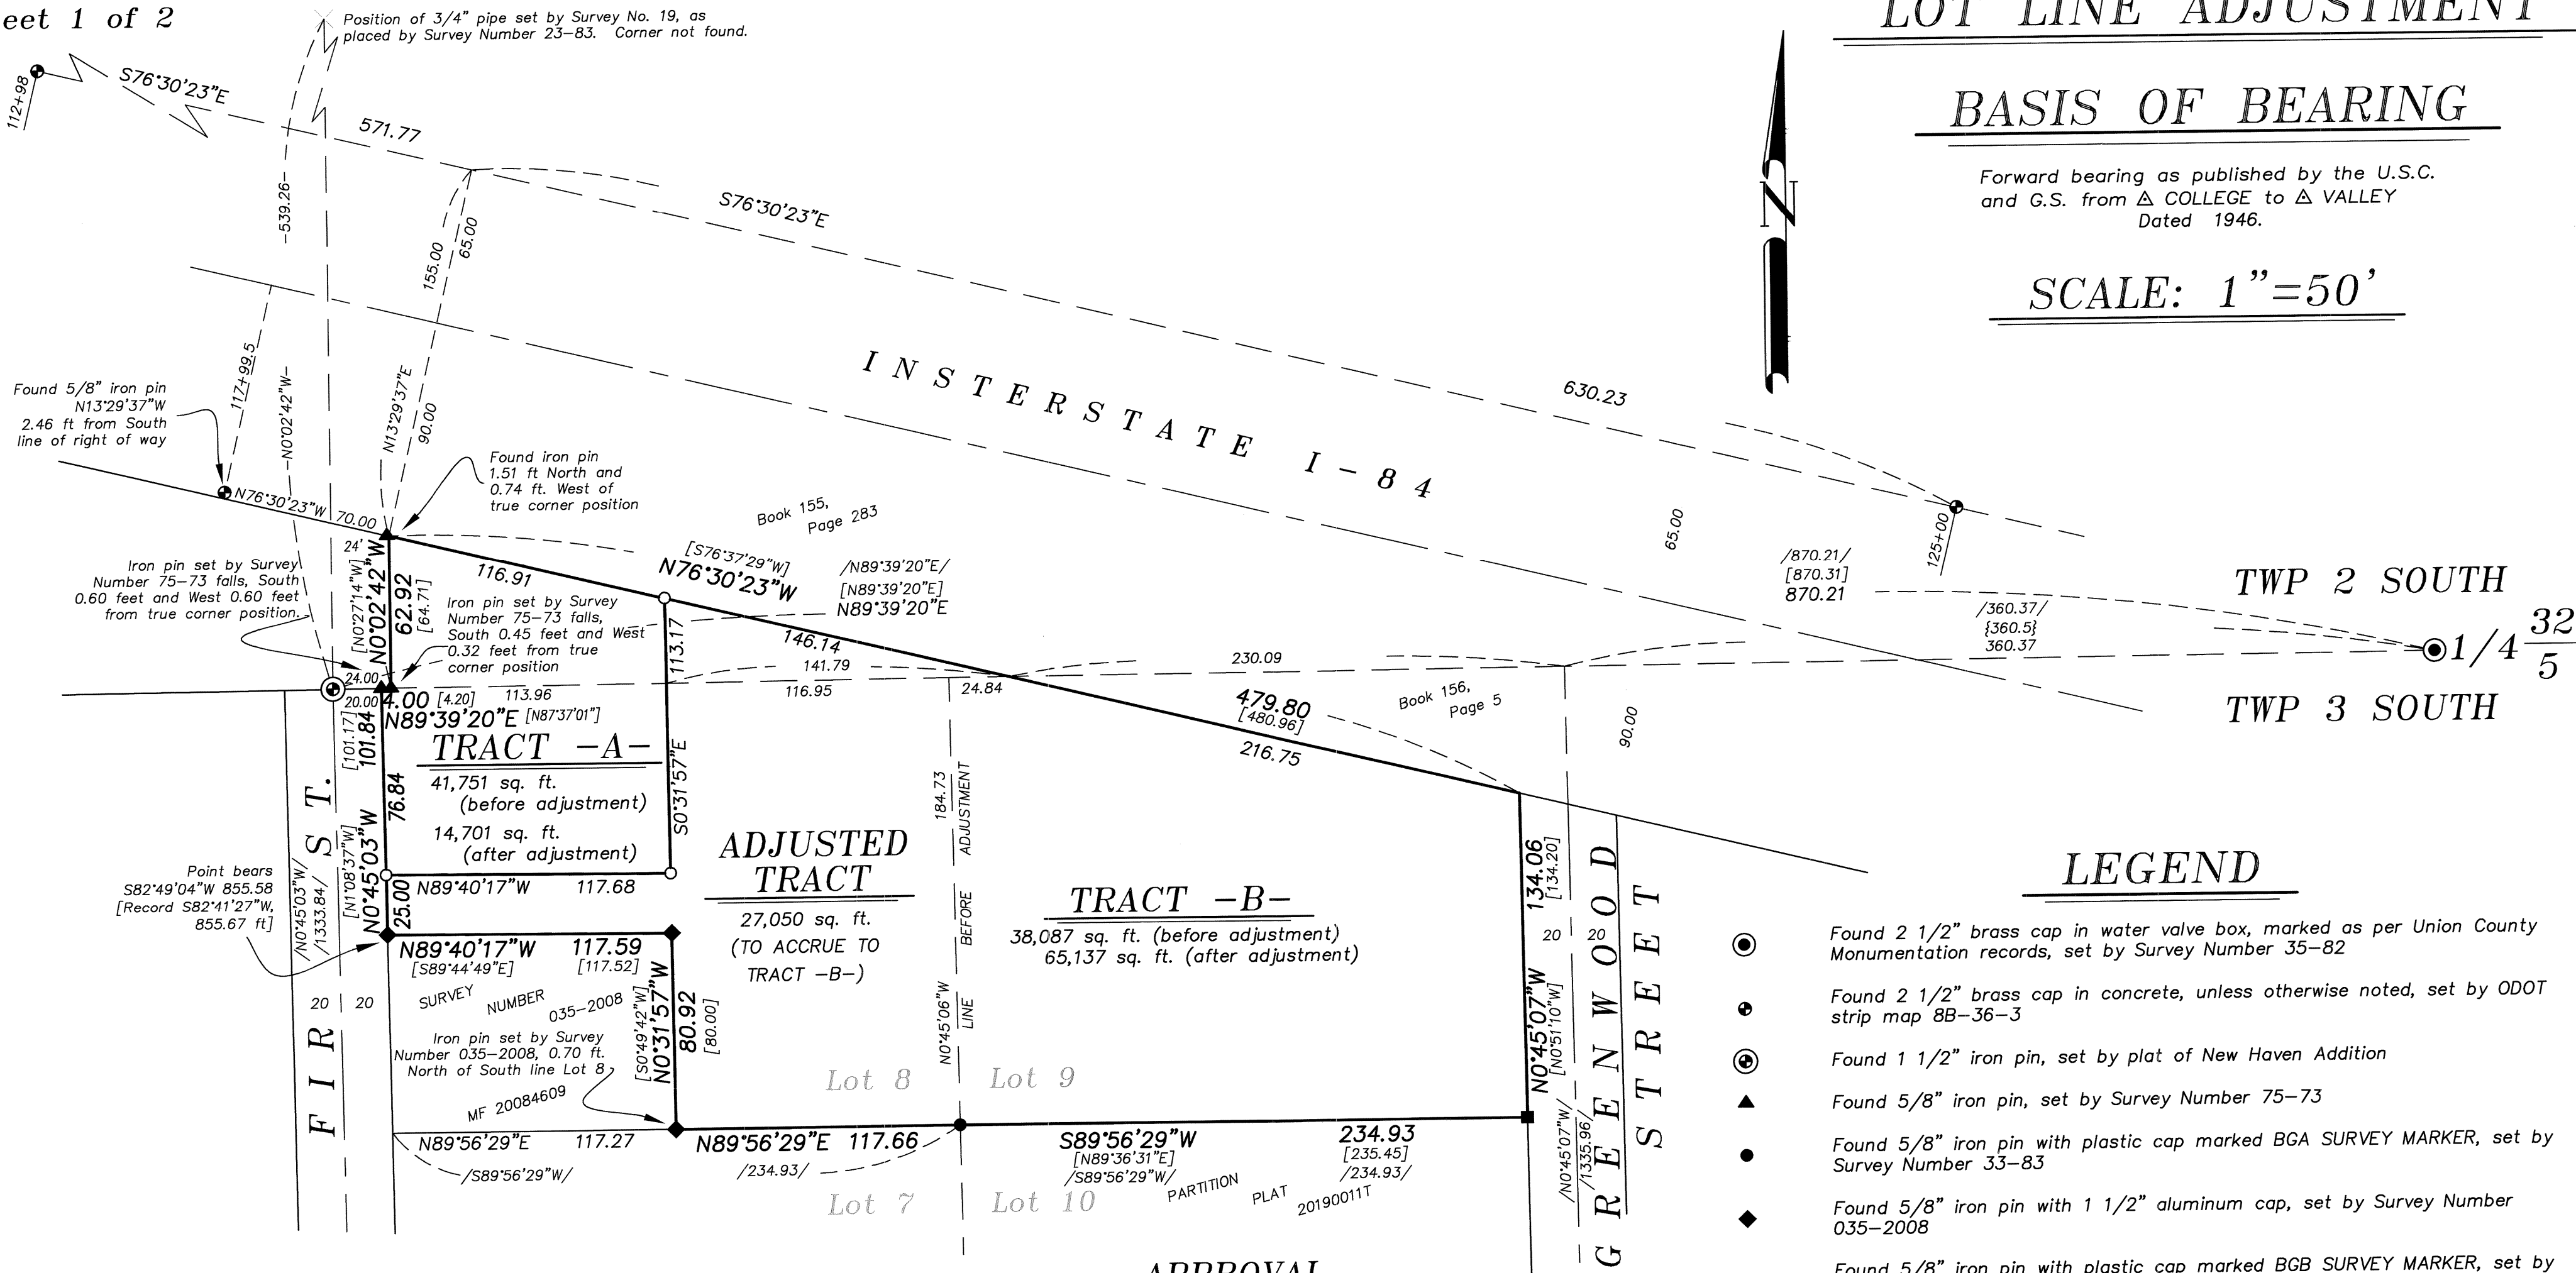 eet 1 of 2
Position of 3/4" pipe set by Survey No. 19, as
placed by Survey Number 23-83. Corner not found.
LOT LINE ADJUSTMENT
BASIS OF BEARING
Forward bearing as published by the U.S.C.
and G.S. from △ COLLEGE to △ VALLEY
Dated 1946.
SCALE: 1"=50'
N
112+98
S76°30'23"E
571.77
539.26
155.00
65.00
S76°30'23"E
630.23
INSTERSTATE I-84
117+99.5
N0°02'42"W
N13°29'37"E
90.00
Found 5/8" iron pin
N13°29'37"W
2.46 ft from South
line of right of way
Found iron pin
1.51 ft North and
0.74 ft. West of
true corner position
N76°30'23"W 70.00
24'
Book 155,
Page 283
65.00
125+00
/870.21/
[870.31]
870.21
TWP 2 SOUTH
1/4 32
5
TWP 3 SOUTH
/360.37/
{360.5}
360.37
Iron pin set by Survey
Number 75-73 falls, South
0.60 feet and West 0.60 feet
from true corner position.
[N0°27'14"W]
N0°02'42"W
62.92
[64.71]
116.91
[S76°37'29"W]
N76°30'23"W
/N89°39'20"E/
[N89°39'20"E]
N89°39'20"E
Iron pin set by Survey
Number 75-73 falls,
South 0.45 feet and West
0.32 feet from true
corner position
113.17
146.14
141.79
230.09
24.00
20.00
4.00 [4.20]
113.96
116.95
24.84
N89°39'20"E [N87°37'01"]
479.80
[480.96]
216.75
Book 156,
Page 5
90.00
[101.17]
101.84
76.84
TRACT -A-
41,751 sq. ft.
(before adjustment)
14,701 sq. ft.
(after adjustment)
S0°31'57"E
184.73
N0°45'06"W
LINE BEFORE ADJUSTMENT
ADJUSTED
TRACT
27,050 sq. ft.
(TO ACCRUE TO
TRACT -B-)
TRACT -B-
38,087 sq. ft. (before adjustment)
65,137 sq. ft. (after adjustment)
134.06
[134.20]
N0°45'07"W
[N0°51'10"W]
20 20
GREENWOOD
STREET
/N0°45'07"W/
/1335.96/
Point bears
S82°49'04"W 855.58
[Record S82°41'27"W,
855.67 ft]
/N0°45'03"W/
/1333.84/
[N1°08'37"W]
N0°45'03"W
25.00
N89°40'17"W 117.68
N89°40'17"W 117.59
[S89°44'49"E] [117.52]
SURVEY NUMBER 035-2008
20 20
FIR ST.
[S0°49'42"W]
N0°31'57"W
80.92
[80.00]
Iron pin set by Survey
Number 035-2008, 0.70 ft.
North of South line Lot 8
MF 20084609
Lot 8
Lot 9
N89°56'29"E 117.27
/S89°56'29"W/
N89°56'29"E 117.66
/234.93/
S89°56'29"W 234.93
[N89°36'31"E] [235.45]
/S89°56'29"W/ /234.93/
PARTITION PLAT 20190011T
Lot 7
Lot 10
APPROVAL
LEGEND
Found 2 1/2" brass cap in water valve box, marked as per Union County
Monumentation records, set by Survey Number 35-82
Found 2 1/2" brass cap in concrete, unless otherwise noted, set by ODOT
strip map 8B-36-3
Found 1 1/2" iron pin, set by plat of New Haven Addition
Found 5/8" iron pin, set by Survey Number 75-73
Found 5/8" iron pin with plastic cap marked BGA SURVEY MARKER, set by
Survey Number 33-83
Found 5/8" iron pin with 1 1/2" aluminum cap, set by Survey Number
035-2008
Found 5/8" iron pin with plastic cap marked BGB SURVEY MARKER, set by